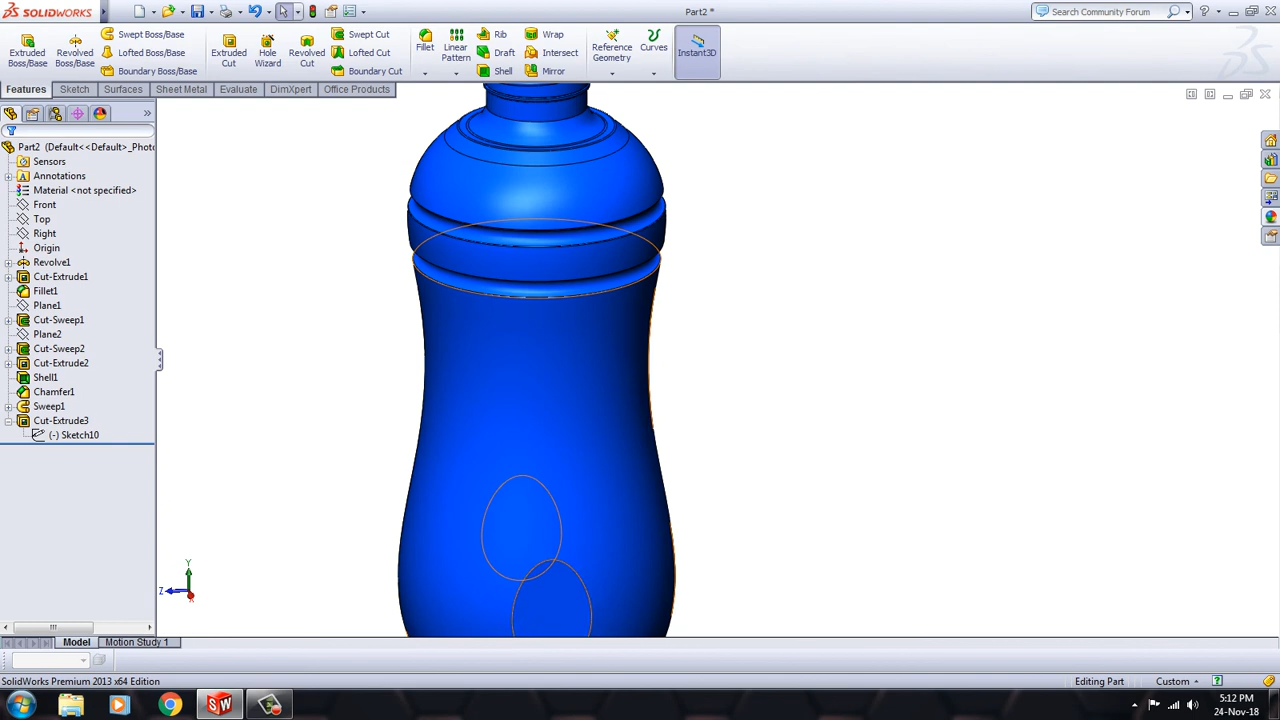 SOLIDWORKS
Part2 *
Search Community Forum
Extruded Boss/Base
Revolved Boss/Base
Swept Boss/Base
Lofted Boss/Base
Boundary Boss/Base
Extruded Cut
Hole Wizard
Revolved Cut
Swept Cut
Lofted Cut
Boundary Cut
Fillet
Linear Pattern
Rib
Draft
Shell
Wrap
Intersect
Mirror
Reference Geometry
Curves
Instant3D
Features
Sketch
Surfaces
Sheet Metal
Evaluate
DimXpert
Office Products
Part2 (Default<<Default>_Photo
Sensors
Annotations
Material <not specified>
Front
Top
Right
Origin
Revolve1
Cut-Extrude1
Fillet1
Plane1
Cut-Sweep1
Plane2
Cut-Sweep2
Cut-Extrude2
Shell1
Chamfer1
Sweep1
Cut-Extrude3
(-) Sketch10
Y
Z
Model
Motion Study 1
SolidWorks Premium 2013 x64 Edition
Editing Part
Custom
5:12 PM
24-Nov-18